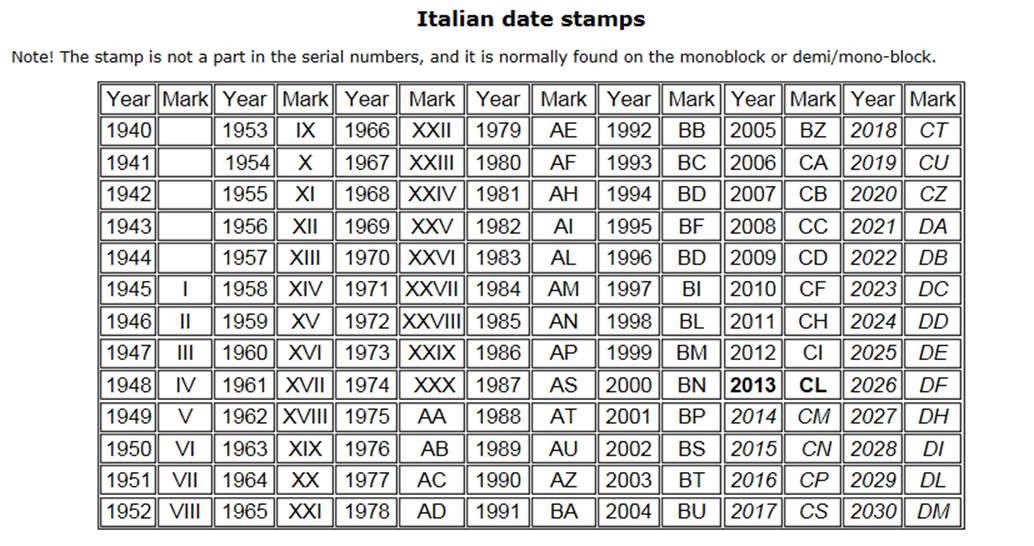 Italian date stamps
Note! The stamp is not a part in the serial numbers, and it is normally found on the monoblock or demi/mono-block.
Year Mark Year Mark Year Mark Year Mark Year Mark Year Mark Year Mark
1940 1953 IX 1966 XXII 1979 AE 1992 BB 2005 BZ 2018 CT
1941 1954 X 1967 XXIII 1980 AF 1993 BC 2006 CA 2019 CU
1942 1955 XI 1968 XXIV 1981 AH 1994 BD 2007 CB 2020 CZ
1943 1956 XII 1969 XXV 1982 AI 1995 BF 2008 CC 2021 DA
1944 1957 XIII 1970 XXVI 1983 AL 1996 BD 2009 CD 2022 DB
1945 I 1958 XIV 1971 XXVII 1984 AM 1997 BI 2010 CF 2023 DC
1946 II 1959 XV 1972 XXVIII 1985 AN 1998 BL 2011 CH 2024 DD
1947 III 1960 XVI 1973 XXIX 1986 AP 1999 BM 2012 CI 2025 DE
1948 IV 1961 XVII 1974 XXX 1987 AS 2000 BN 2013 CL 2026 DF
1949 V 1962 XVIII 1975 AA 1988 AT 2001 BP 2014 CM 2027 DH
1950 VI 1963 XIX 1976 AB 1989 AU 2002 BS 2015 CN 2028 DI
1951 VII 1964 XX 1977 AC 1990 AZ 2003 BT 2016 CP 2029 DL
1952 VIII 1965 XXI 1978 AD 1991 BA 2004 BU 2017 CS 2030 DM